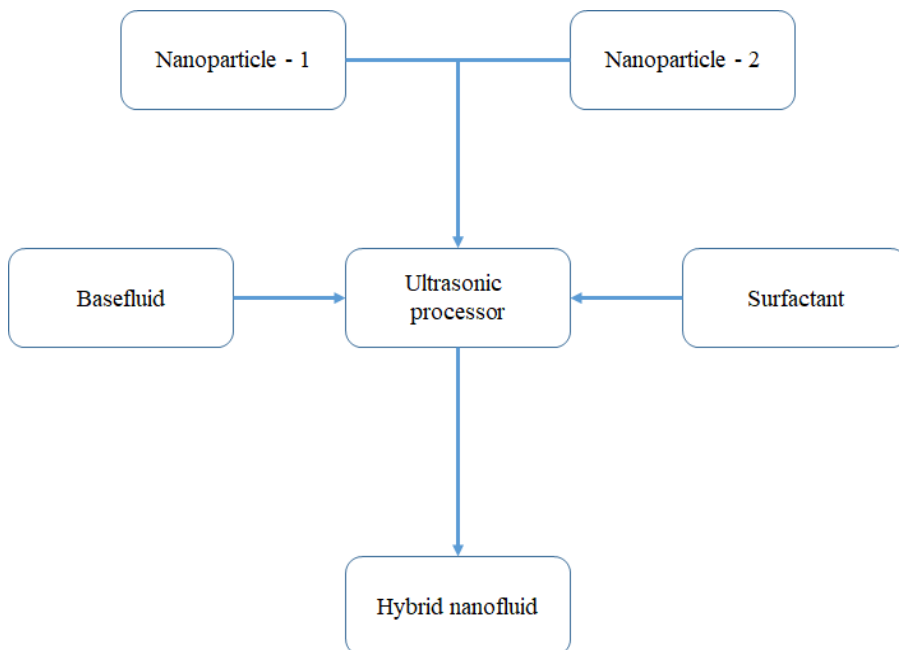 Nanoparticle - 1
Nanoparticle - 2
Basefluid
Ultrasonic
processor
Surfactant
Hybrid nanofluid